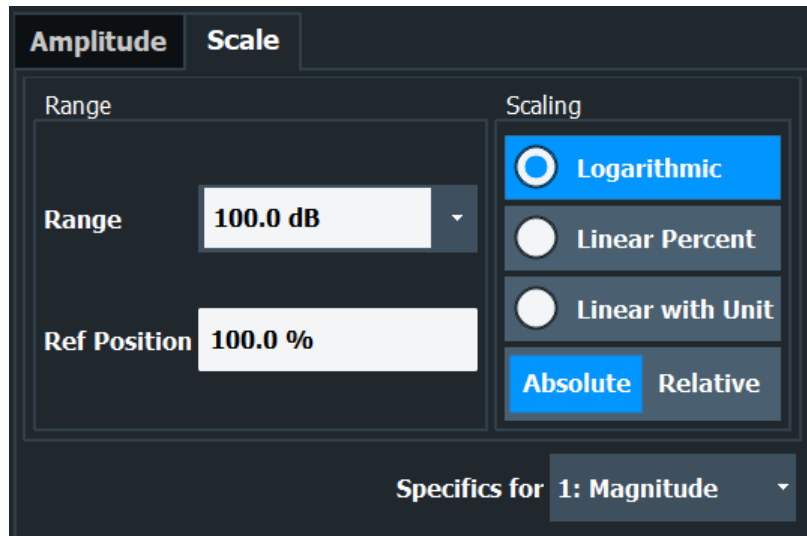 Amplitude Scale
Range
Range 100.0 dB
Ref Position 100.0 %
Scaling
Logarithmic
Linear Percent
Linear with Unit
Absolute Relative
Specifics for 1: Magnitude